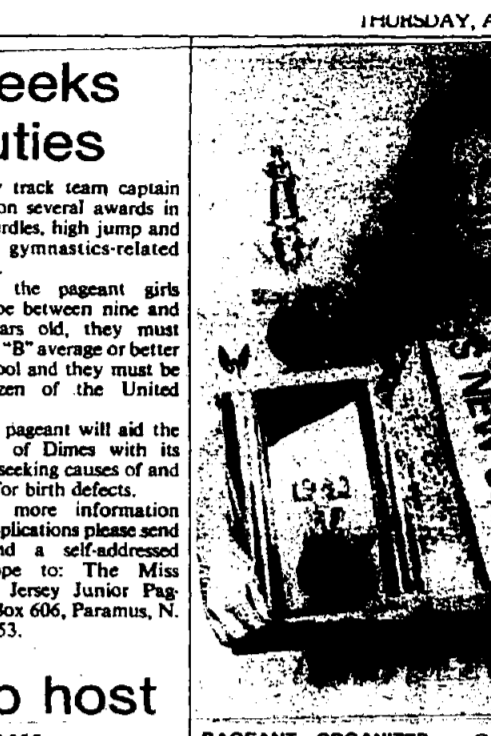 THURSDAY, A
eeks
uties
track team captain
on several awards in
rdles, high jump and
gymnastics-related
the pageant girls
be between nine and
ars old, they must
"B" average or better
ool and they must be
zen of the United
pageant will aid the
of Dimes with its
seeking causes of and
for birth defects.
more information
plications please send
nd a self-addressed
ope to: The Miss
Jersey Junior Pag-
Box 606, Paramus, N.
53.
o host
S NEWS
1982
PAGEANT ORGANIZER